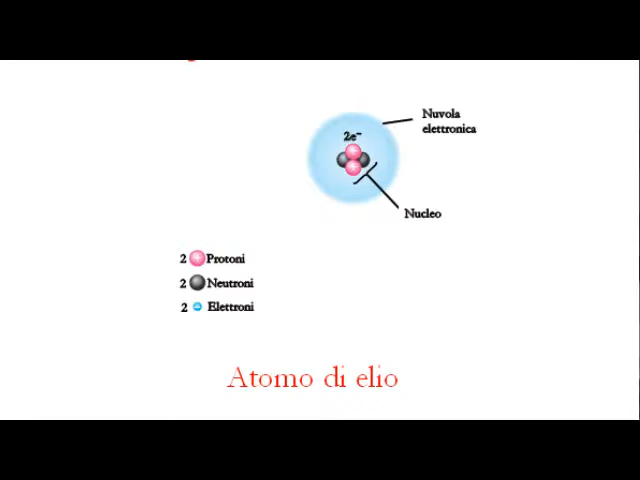 Nuvola
elettronica
2e⁻
Nucleo
2 Protoni
2 Neutroni
2 Elettroni
Atomo di elio